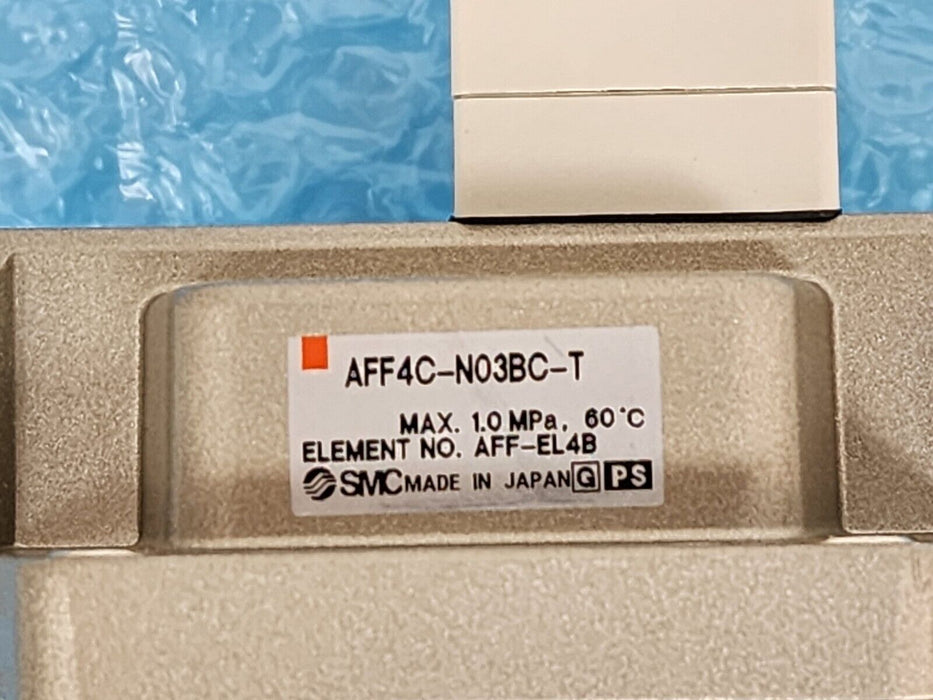 AFF4C-N03BC-T
MAX. 1.0 MPa, 60°C
ELEMENT NO. AFF-EL4B
SMC MADE IN JAPAN G PS